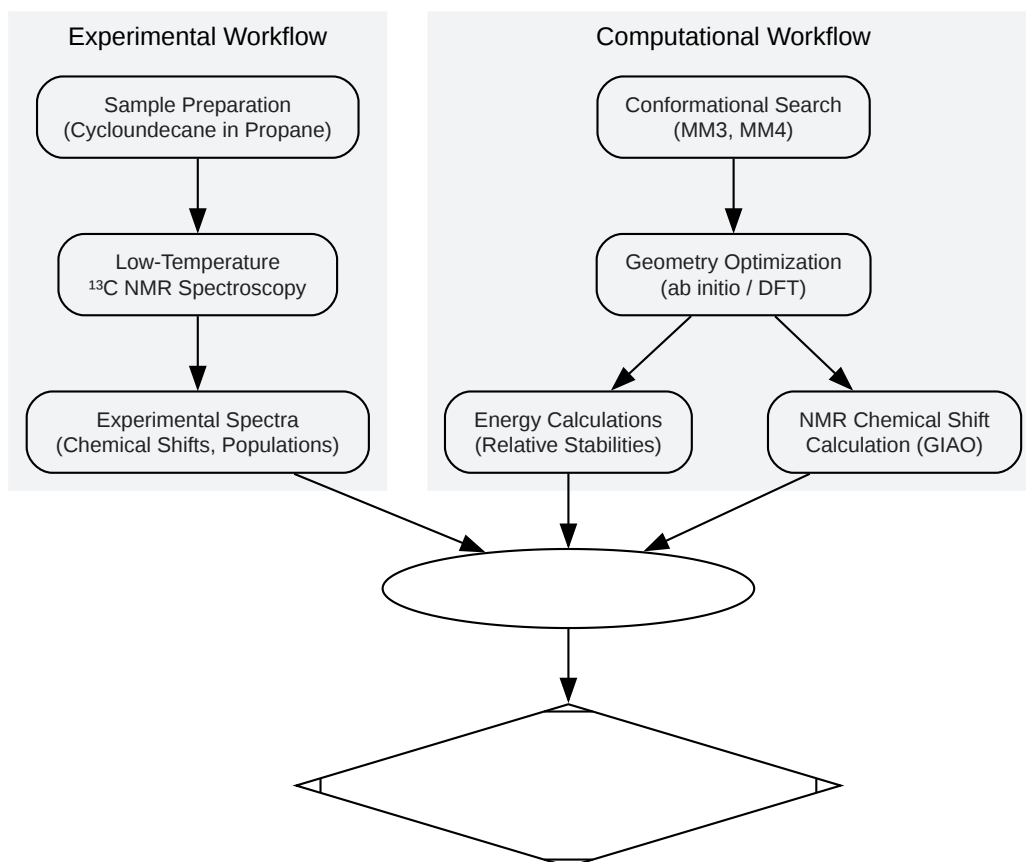 Experimental Workflow
Sample Preparation
(Cycloundecane in Propane)
Low-Temperature
¹³C NMR Spectroscopy
Experimental Spectra
(Chemical Shifts, Populations)
Computational Workflow
Conformational Search
(MM3, MM4)
Geometry Optimization
(ab initio / DFT)
Energy Calculations
(Relative Stabilities)
NMR Chemical Shift
Calculation (GIAO)